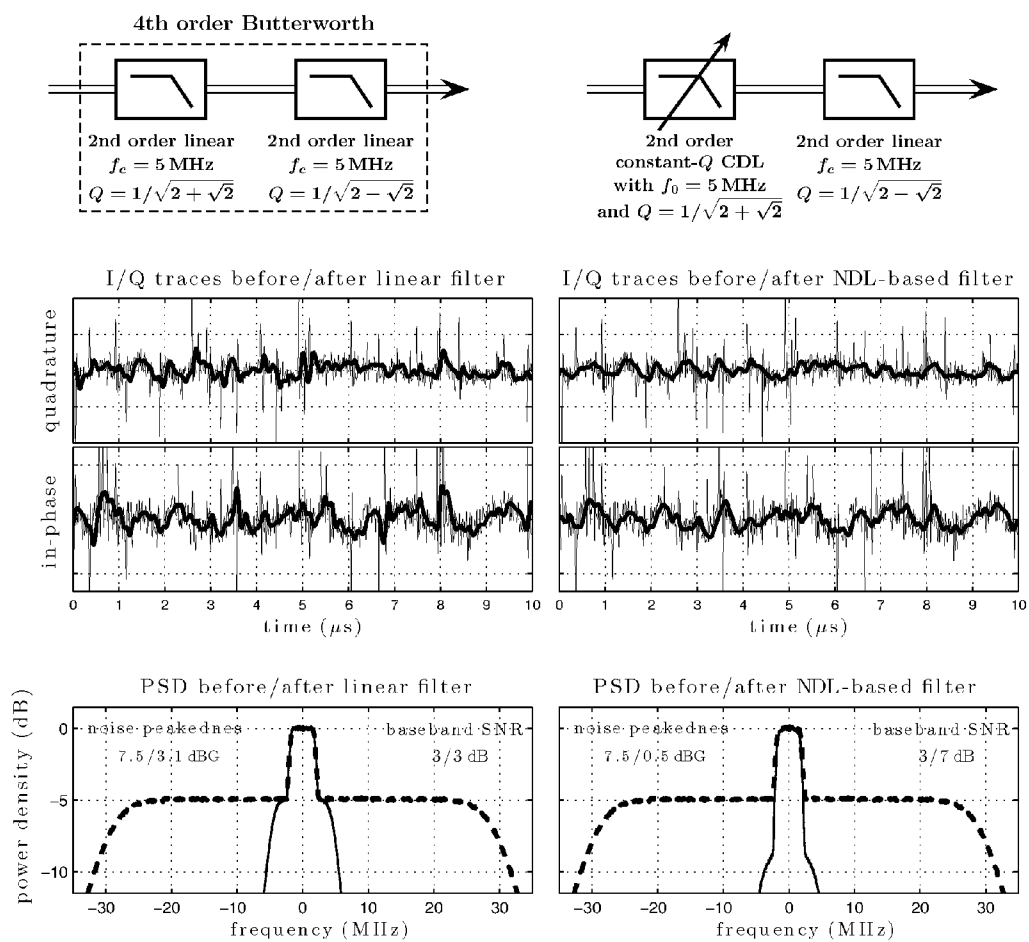 4th order Butterworth
2nd order linear
f_c = 5 MHz
Q = 1/√(2 + √2)
2nd order linear
f_c = 5 MHz
Q = 1/√(2 − √2)
2nd order
constant-Q CDL
with f_0 = 5 MHz
and Q = 1/√(2 + √2)
2nd order linear
f_c = 5 MHz
Q = 1/√(2 − √2)
I/Q traces before/after linear filter
I/Q traces before/after NDL-based filter
quadrature
in-phase
0 1 2 3 4 5 6 7 8 9 10
time (μs)
0 1 2 3 4 5 6 7 8 9 10
time (μs)
PSD before/after linear filter
PSD before/after NDL-based filter
power density (dB)
0
−5
−10
noise peakednes
7.5/3.1 dBG
baseband SNR
3/3 dB
−30 −20 −10 0 10 20 30
frequency (MHz)
0
−5
−10
noise peakednes
7.5/0.5 dBG
baseband SNR
3/7 dB
−30 −20 −10 0 10 20 30
frequency (MHz)